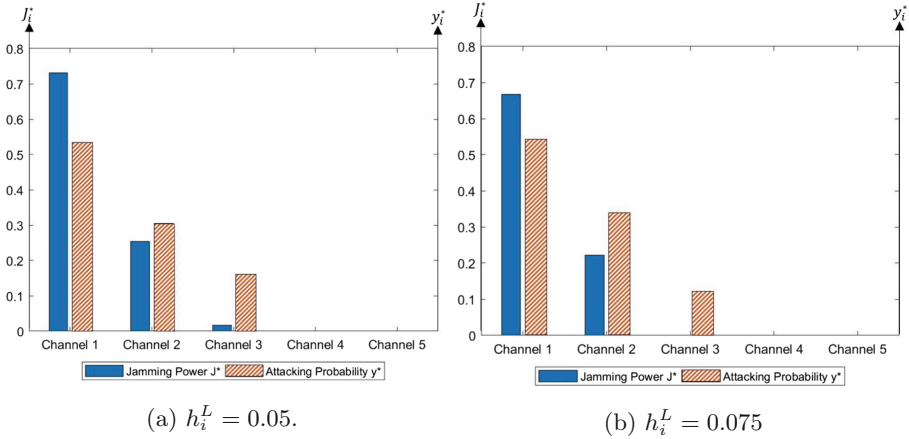 J_i^* y_i^*
0.8
0.7
0.6
0.5
0.4
0.3
0.2
0.1
0
Channel 1 Channel 2 Channel 3 Channel 4 Channel 5
Jamming Power J* Attacking Probability y*
(a) h_i^L = 0.05.
J_i^* y_i^*
0.8
0.7
0.6
0.5
0.4
0.3
0.2
0.1
0
Channel 1 Channel 2 Channel 3 Channel 4 Channel 5
Jamming Power J* Attacking Probability y*
(b) h_i^L = 0.075